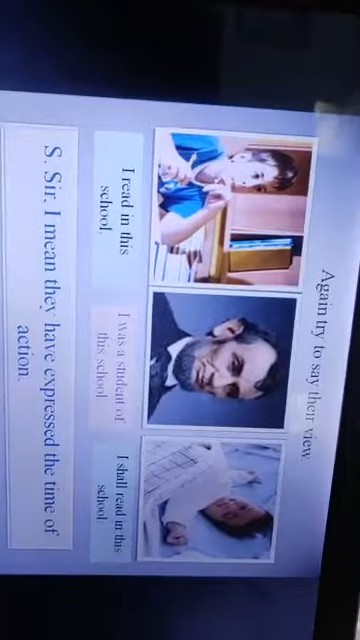 Again try to say their view.
I read in this
school.
I was a student of
this school
I shall read in this
school
S. Sir, I mean they have expressed the time of
action.